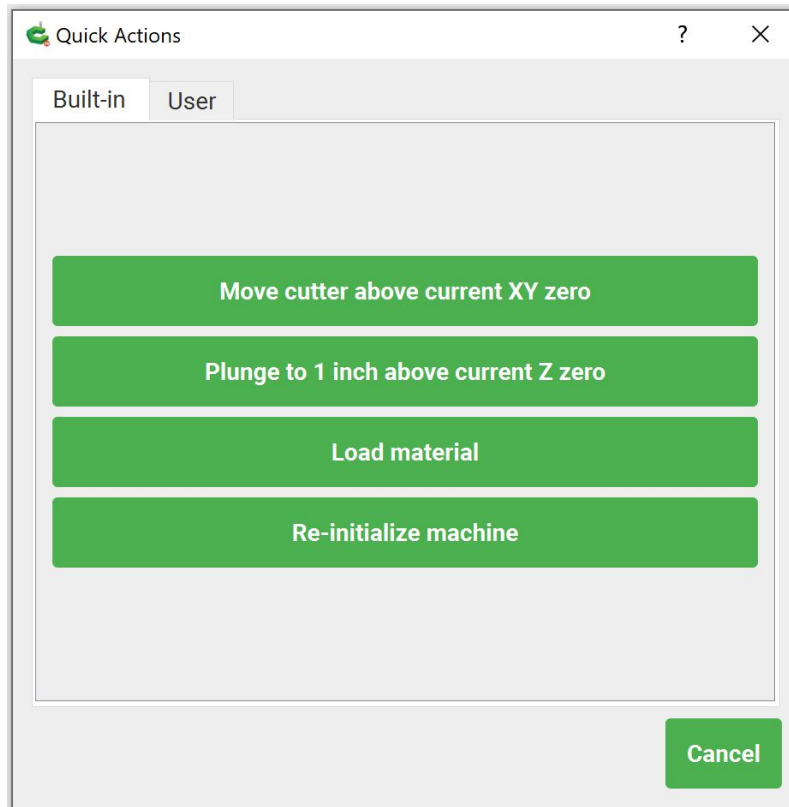 Quick Actions
?
Built-in
User
Move cutter above current XY zero
Plunge to 1 inch above current Z zero
Load material
Re-initialize machine
Cancel